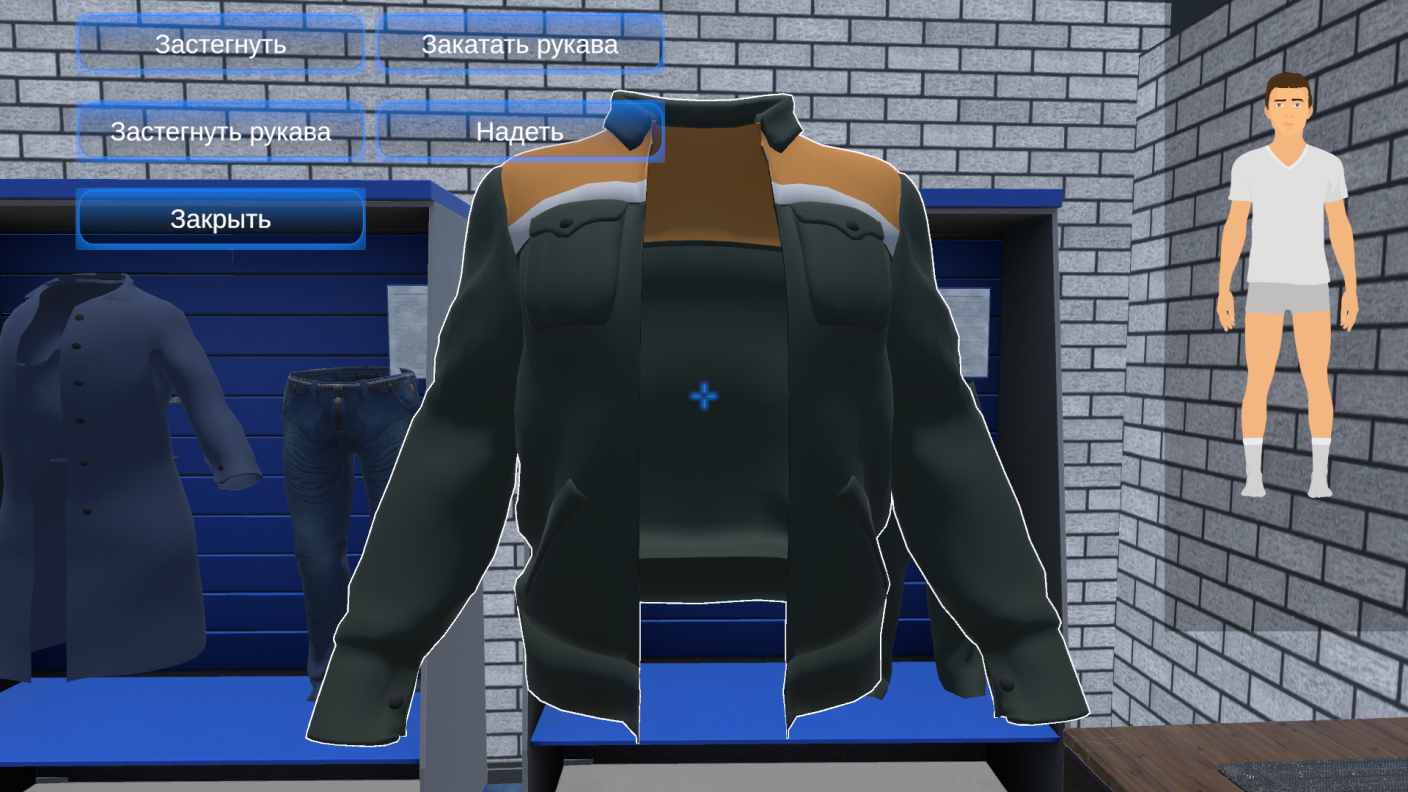 Застегнуть
Закатать рукава
Застегнуть рукава
Надеть
Закрыть